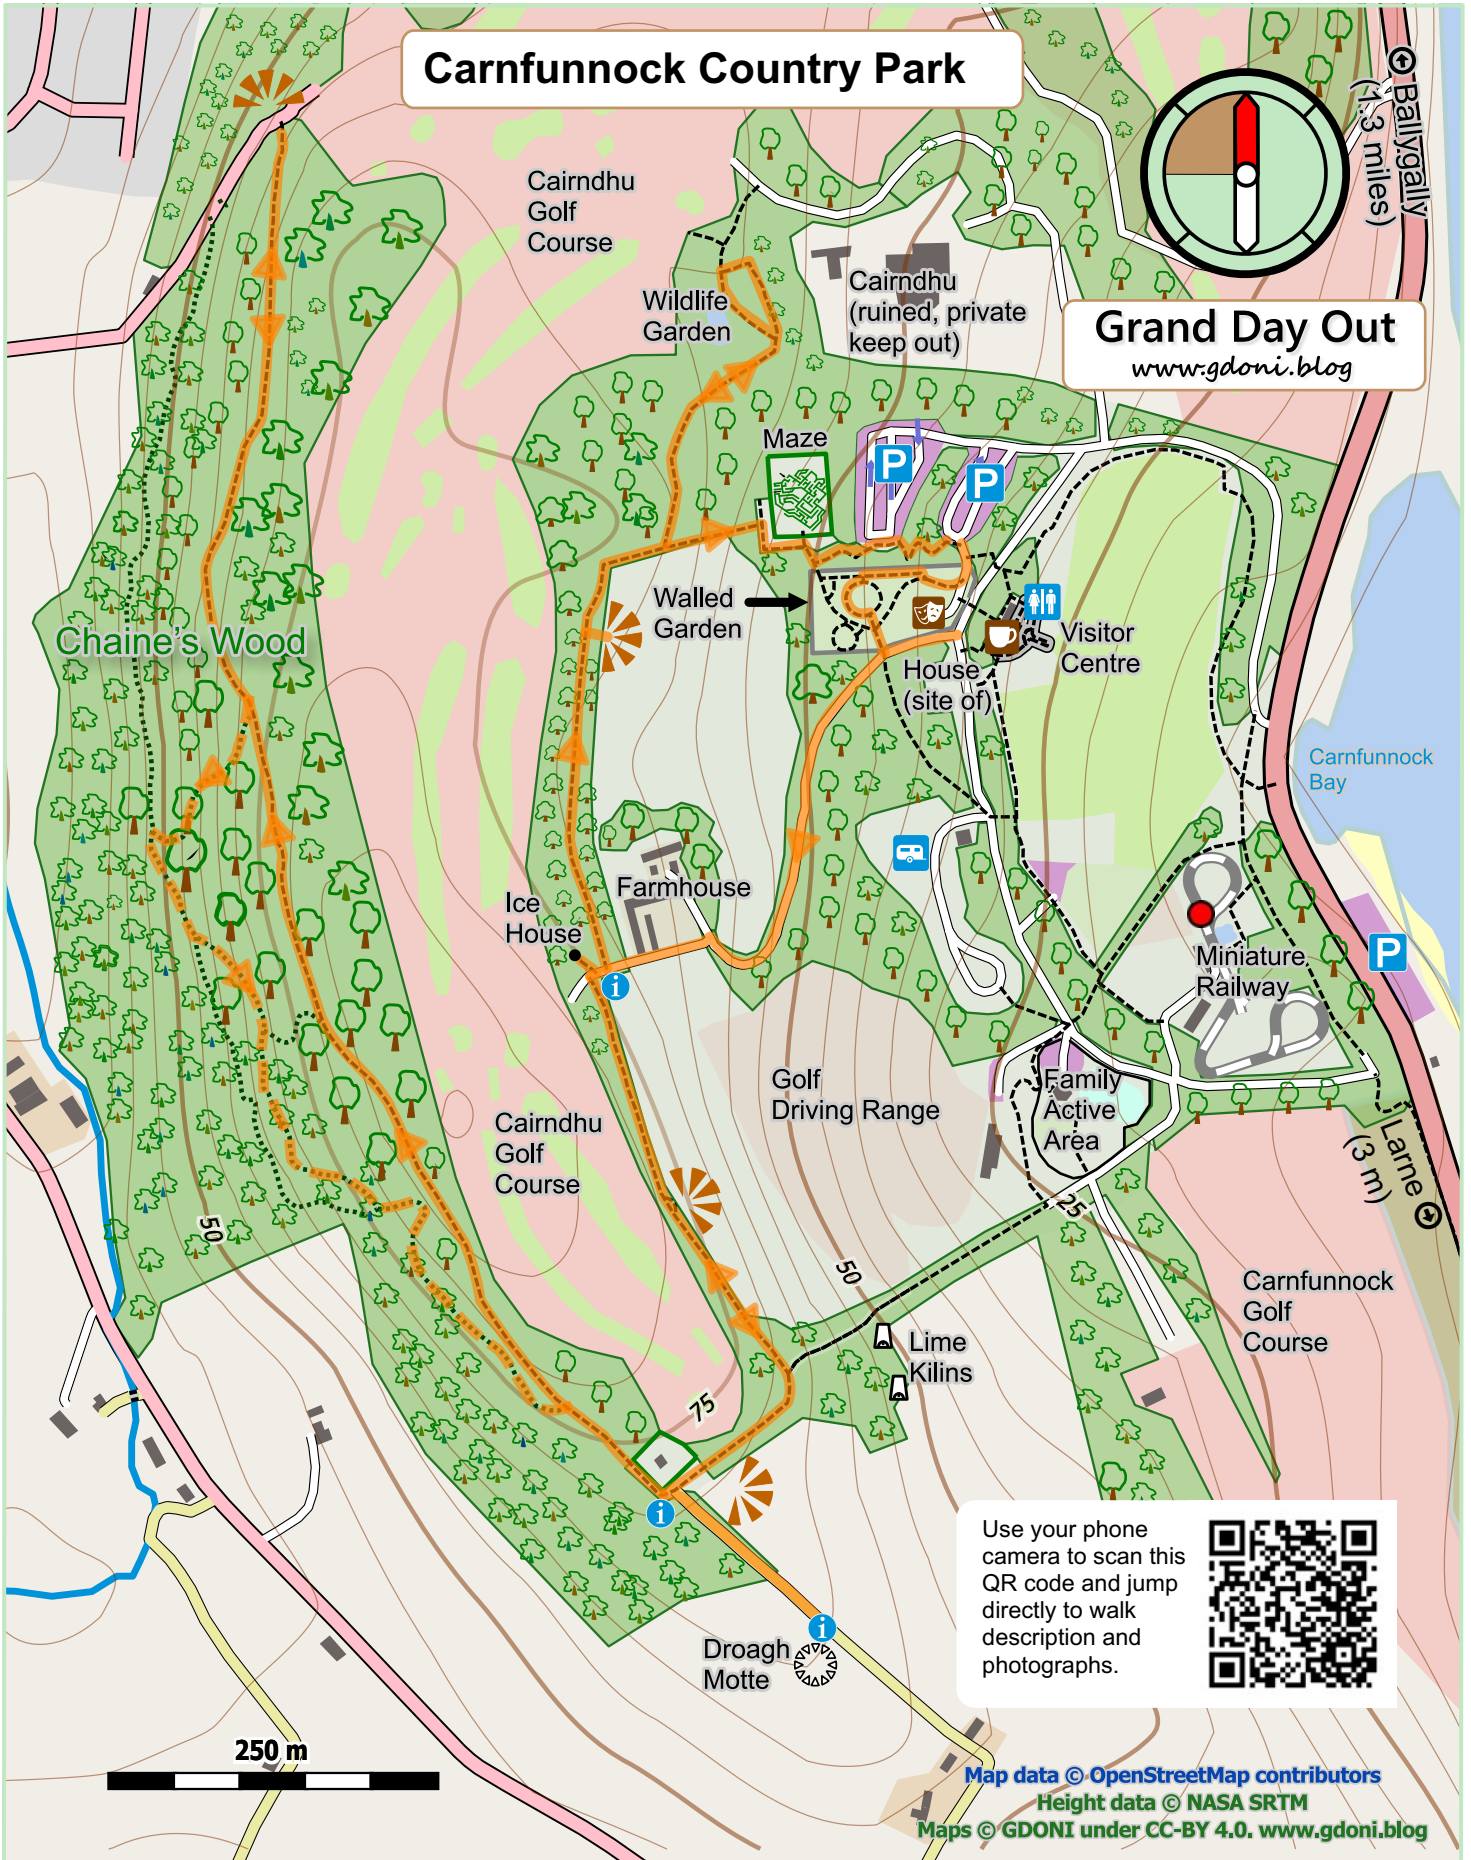 Carnfunnock Country Park
Ballygally
(1.3 miles)
Cairndhu
Golf
Course
Wildlife
Garden
Cairndhu
(ruined, private
keep out)
Grand Day Out
www.gdoni.blog
Maze
P
P
Walled
Garden
Chaine's Wood
Visitor
Centre
House
(site of)
Carnfunnock
Bay
Farmhouse
Ice
House
i
P
Miniature
Railway
Golf
Driving Range
Family
Active
Area
Cairndhu
Golf
Course
Larne
(3 m)
25
50
50
Carnfunnock
Golf
Course
Lime
Kilins
75
i
Use your phone
camera to scan this
QR code and jump
directly to walk
description and
photographs.
i
Droagh
Motte
250 m
Map data © OpenStreetMap contributors
Height data © NASA SRTM
Maps © GDONI under CC-BY 4.0. www.gdoni.blog